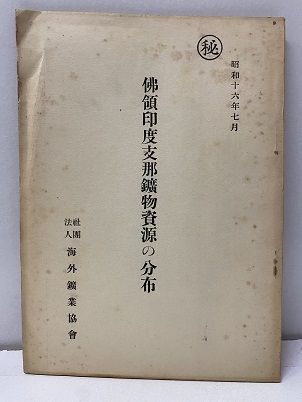 ㊙
昭和十六年七月
佛領印度支那鑛物資源の分布
社團法人 海外鑛業協會